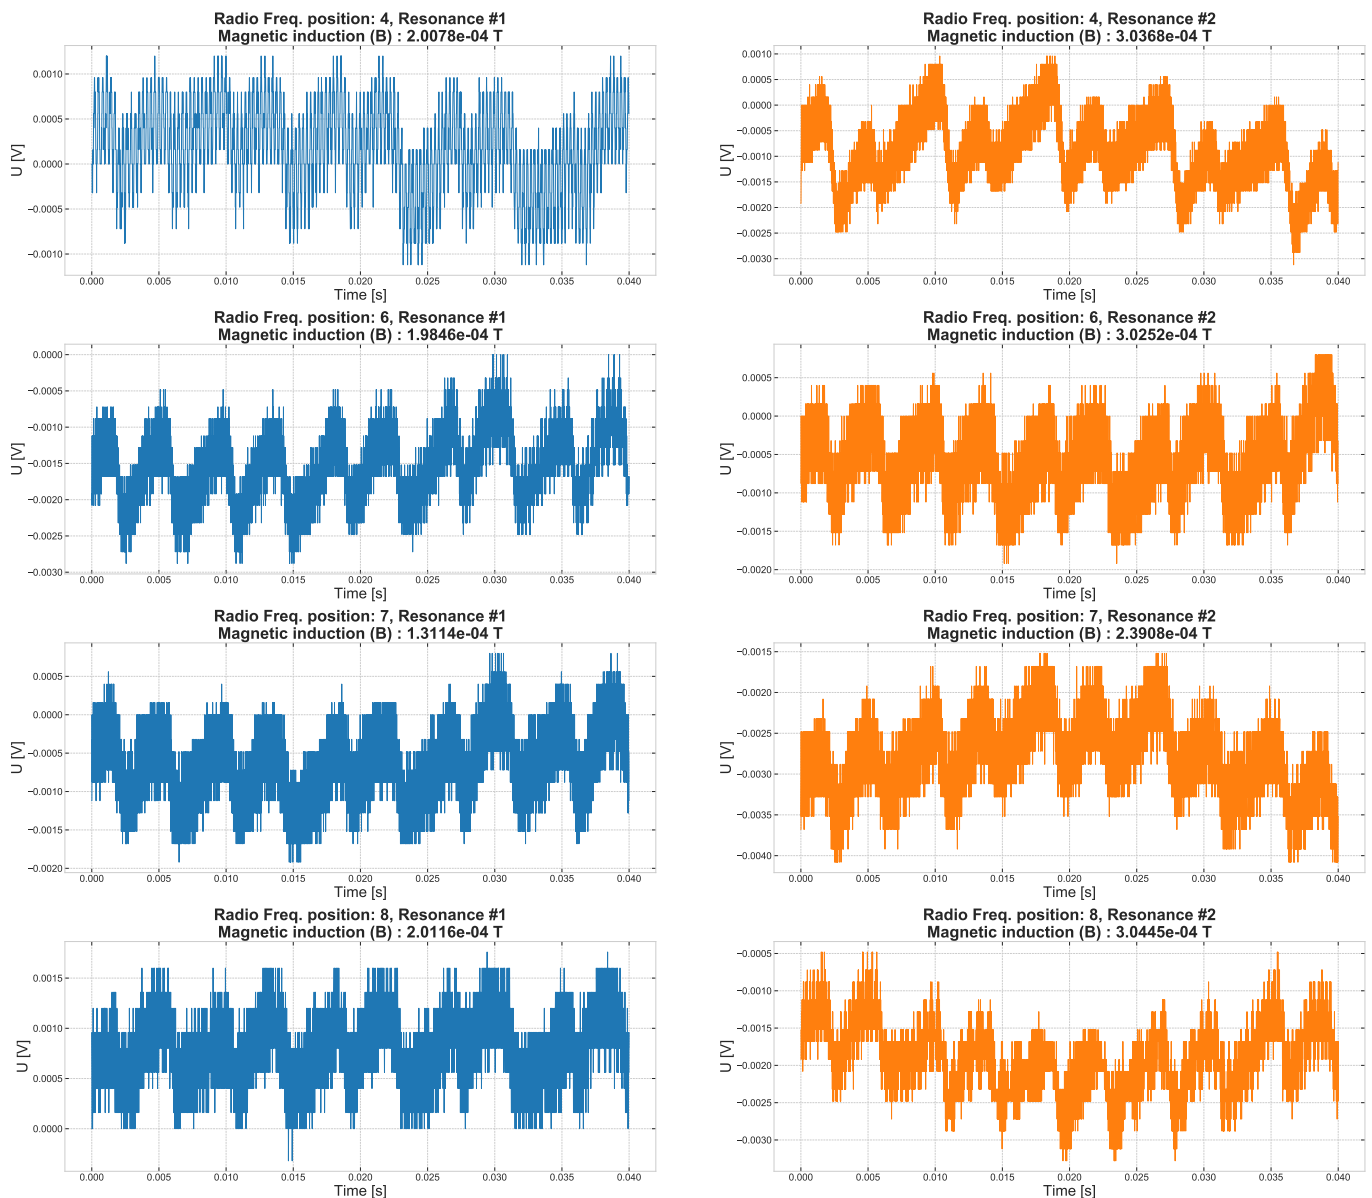 Radio Freq. position: 4, Resonance #1
Magnetic induction (B) : 2.0078e-04 T
0.0010
0.0005
0.0000
−0.0005
−0.0010
U [V]
0.000 0.005 0.010 0.015 0.020 0.025 0.030 0.035 0.040
Time [s]
Radio Freq. position: 4, Resonance #2
Magnetic induction (B) : 3.0368e-04 T
0.0010
0.0005
0.0000
−0.0005
−0.0010
−0.0015
−0.0020
−0.0025
−0.0030
U [V]
0.000 0.005 0.010 0.015 0.020 0.025 0.030 0.035 0.040
Time [s]
Radio Freq. position: 6, Resonance #1
Magnetic induction (B) : 1.9846e-04 T
0.0000
−0.0005
−0.0010
−0.0015
−0.0020
−0.0025
−0.0030
U [V]
0.000 0.005 0.010 0.015 0.020 0.025 0.030 0.035 0.040
Time [s]
Radio Freq. position: 6, Resonance #2
Magnetic induction (B) : 3.0252e-04 T
0.0005
0.0000
−0.0005
−0.0010
−0.0015
−0.0020
U [V]
0.000 0.005 0.010 0.015 0.020 0.025 0.030 0.035 0.040
Time [s]
Radio Freq. position: 7, Resonance #1
Magnetic induction (B) : 1.3114e-04 T
0.0005
0.0000
−0.0005
−0.0010
−0.0015
−0.0020
U [V]
0.000 0.005 0.010 0.015 0.020 0.025 0.030 0.035 0.040
Time [s]
Radio Freq. position: 7, Resonance #2
Magnetic induction (B) : 2.3908e-04 T
−0.0015
−0.0020
−0.0025
−0.0030
−0.0035
−0.0040
U [V]
0.000 0.005 0.010 0.015 0.020 0.025 0.030 0.035 0.040
Time [s]
Radio Freq. position: 8, Resonance #1
Magnetic induction (B) : 2.0116e-04 T
0.0015
0.0010
0.0005
0.0000
U [V]
0.000 0.005 0.010 0.015 0.020 0.025 0.030 0.035 0.040
Time [s]
Radio Freq. position: 8, Resonance #2
Magnetic induction (B) : 3.0445e-04 T
−0.0005
−0.0010
−0.0015
−0.0020
−0.0025
−0.0030
U [V]
0.000 0.005 0.010 0.015 0.020 0.025 0.030 0.035 0.040
Time [s]